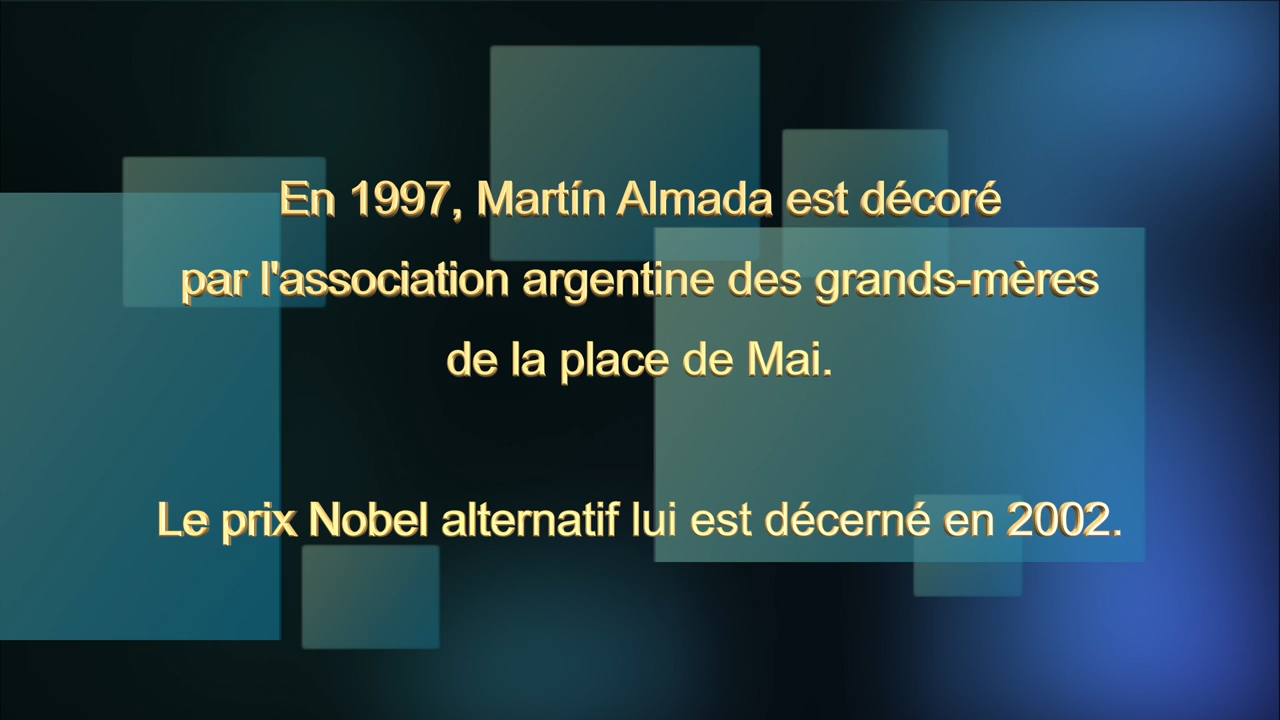 En 1997, Martín Almada est décoré
par l'association argentine des grands-mères
de la place de Mai.
Le prix Nobel alternatif lui est décerné en 2002.